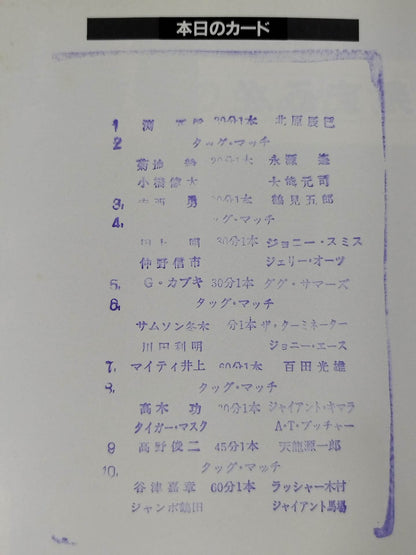 本日のカード
1 渕 正信 20分1本 北原辰巳
2 タッグ・マッチ
菊池 毅 20分1本 永源 遙
小橋健太 大熊元司
3. 寺西 勇 30分1本 鶴見五郎
4. タッグ・マッチ
田上 明 30分1本 ジョニー・スミス
仲野信市 ジェリー・オーツ
5. G・カブキ 30分1本 ダグ・サマーズ
6. タッグ・マッチ
サムソン冬木 分1本 ザ・ターミネーター
川田利明 ジョニー・エース
7. マイティ井上 60分1本 百田光雄
8. タッグ・マッチ
高木 功 30分1本 ジャイアント・キマラ
タイガー・マスク A・T・ブッチャー
9 高野俊二 45分1本 天龍源一郎
10. タッグ・マッチ
谷津嘉章 60分1本 ラッシャー木村
ジャンボ鶴田 ジャイアント馬場